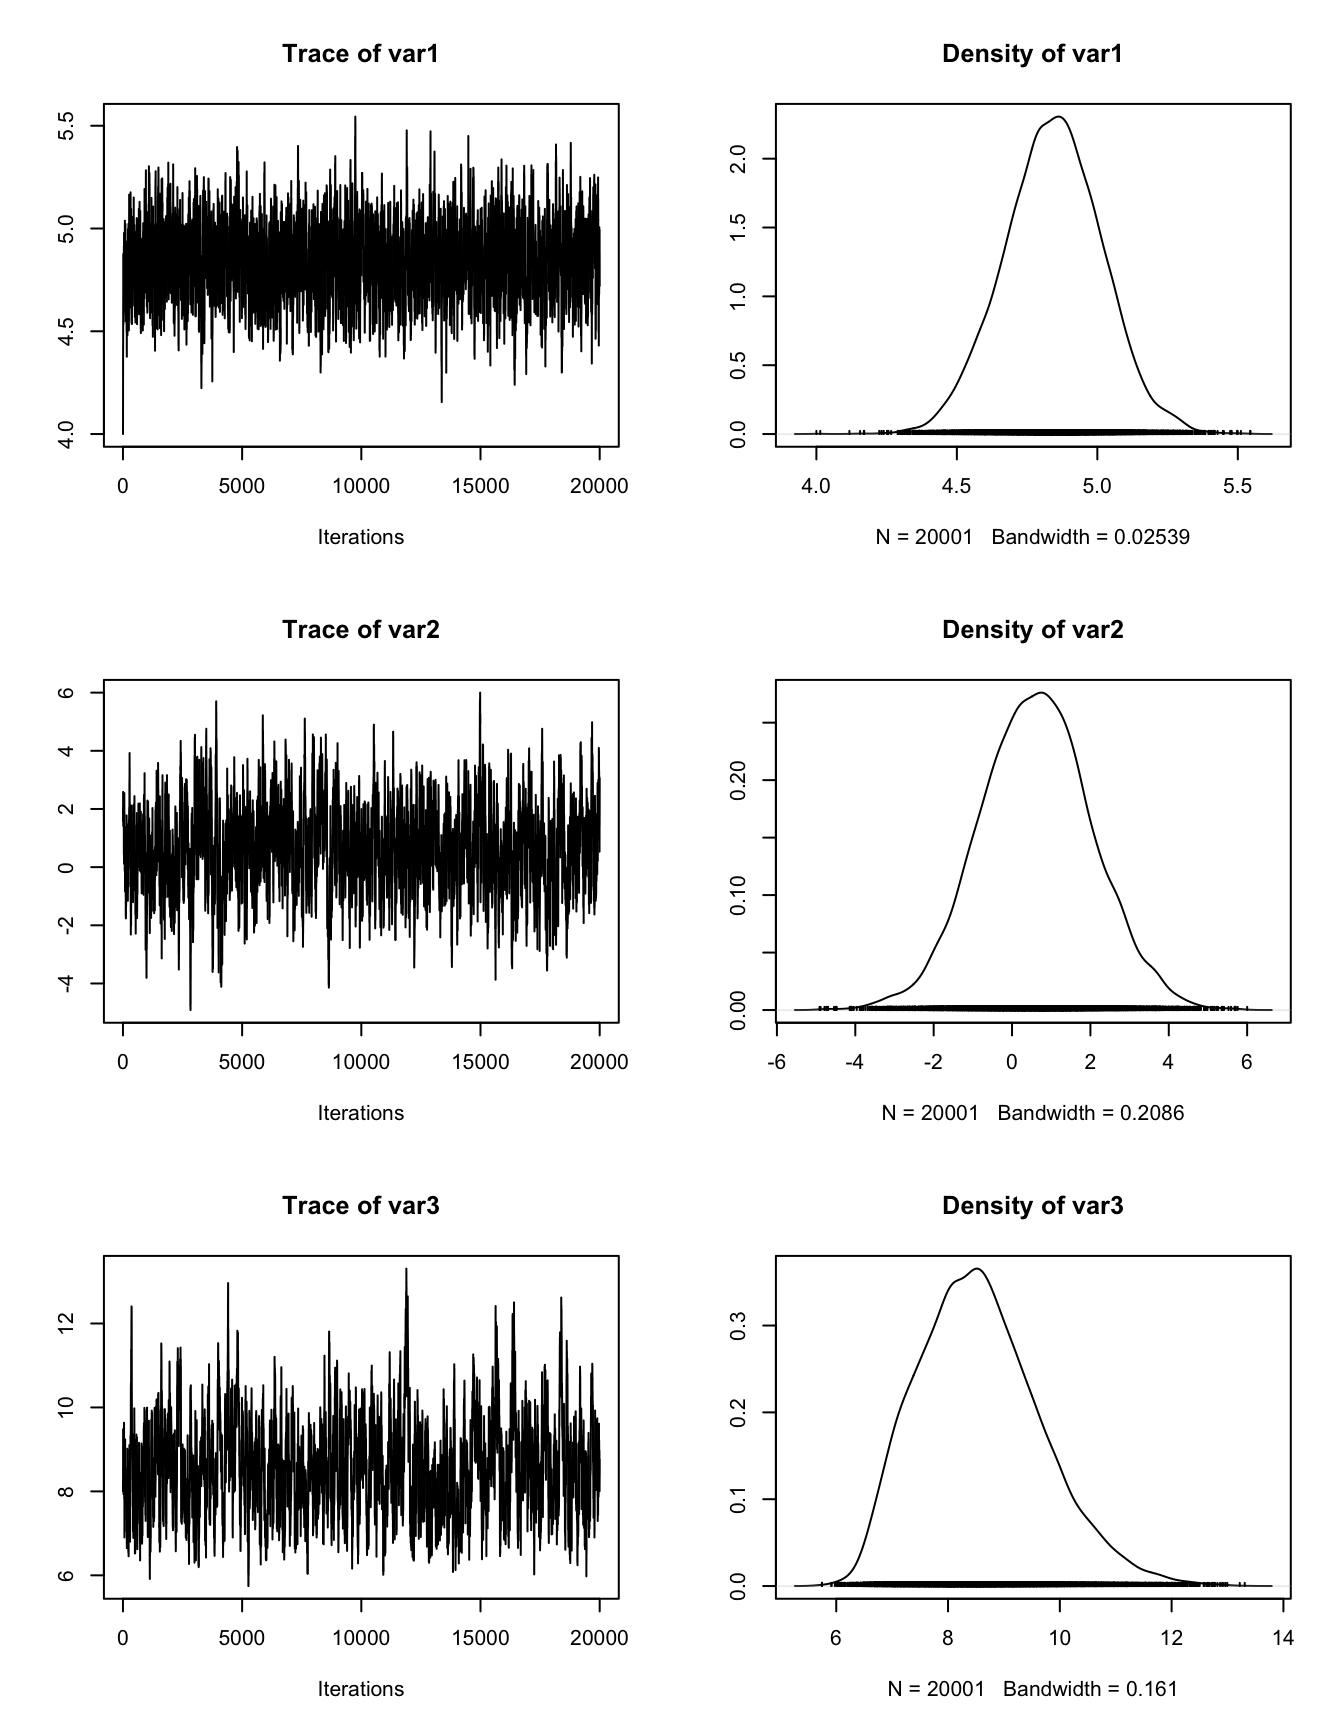 Trace of var1
5.5
5.0
4.5
4.0
0 5000 10000 15000 20000
Iterations
Density of var1
2.0
1.5
1.0
0.5
0.0
4.0 4.5 5.0 5.5
N = 20001 Bandwidth = 0.02539
Trace of var2
6
4
2
0
-2
-4
0 5000 10000 15000 20000
Iterations
Density of var2
0.20
0.10
0.00
-6 -4 -2 0 2 4 6
N = 20001 Bandwidth = 0.2086
Trace of var3
12
10
8
6
0 5000 10000 15000 20000
Iterations
Density of var3
0.3
0.2
0.1
0.0
6 8 10 12 14
N = 20001 Bandwidth = 0.161